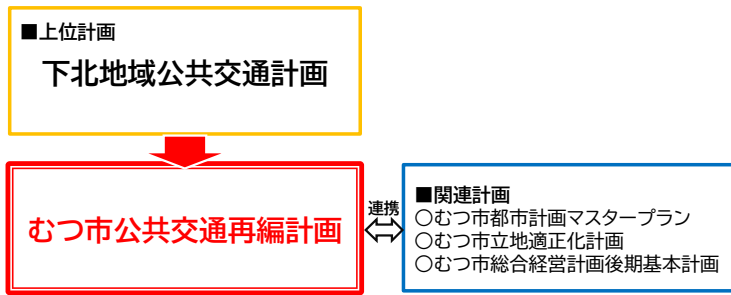 ■上位計画
下北地域公共交通計画
むつ市公共交通再編計画
連携
■関連計画
○むつ市都市計画マスタープラン
○むつ市立地適正化計画
○むつ市総合経営計画後期基本計画